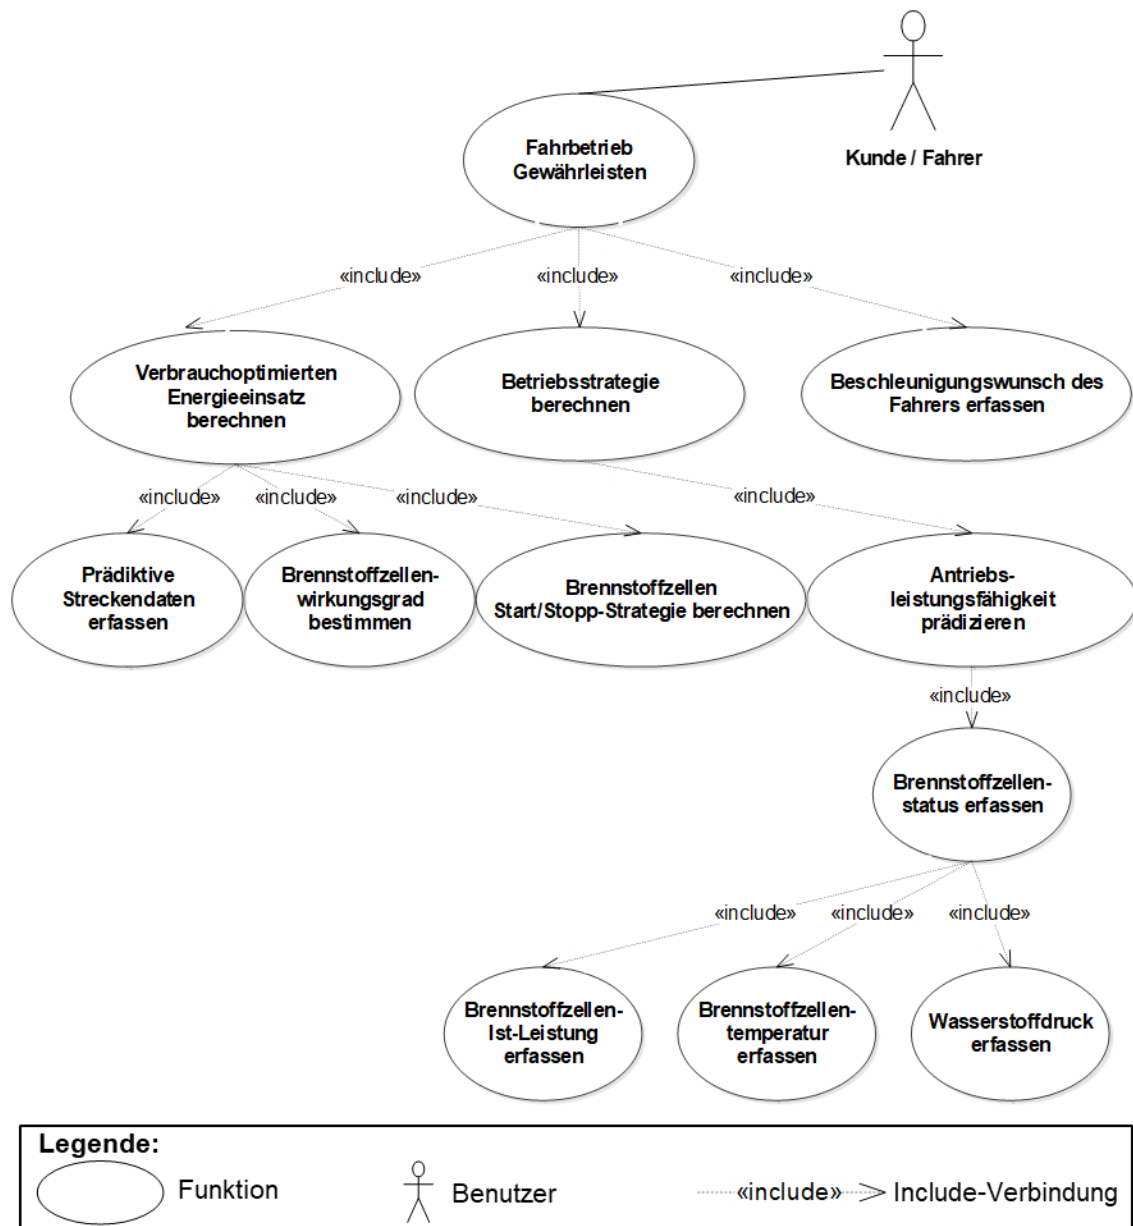 Kunde / Fahrer
Fahrbetrieb
Gewährleisten
«include»
«include»
«include»
Verbrauchoptimierten
Energieeinsatz
berechnen
Betriebsstrategie
berechnen
Beschleunigungswunsch des
Fahrers erfassen
«include»
«include»
«include»
«include»
Prädiktive
Streckendaten
erfassen
Brennstoffzellen-
wirkungsgrad
bestimmen
Brennstoffzellen
Start/Stopp-Strategie berechnen
Antriebs-
leistungsfähigkeit
prädizieren
«include»
Brennstoffzellen-
status erfassen
«include»
«include»
«include»
Brennstoffzellen-
Ist-Leistung
erfassen
Brennstoffzellen-
temperatur
erfassen
Wasserstoffdruck
erfassen
Legende:
Funktion
Benutzer
«include»
Include-Verbindung